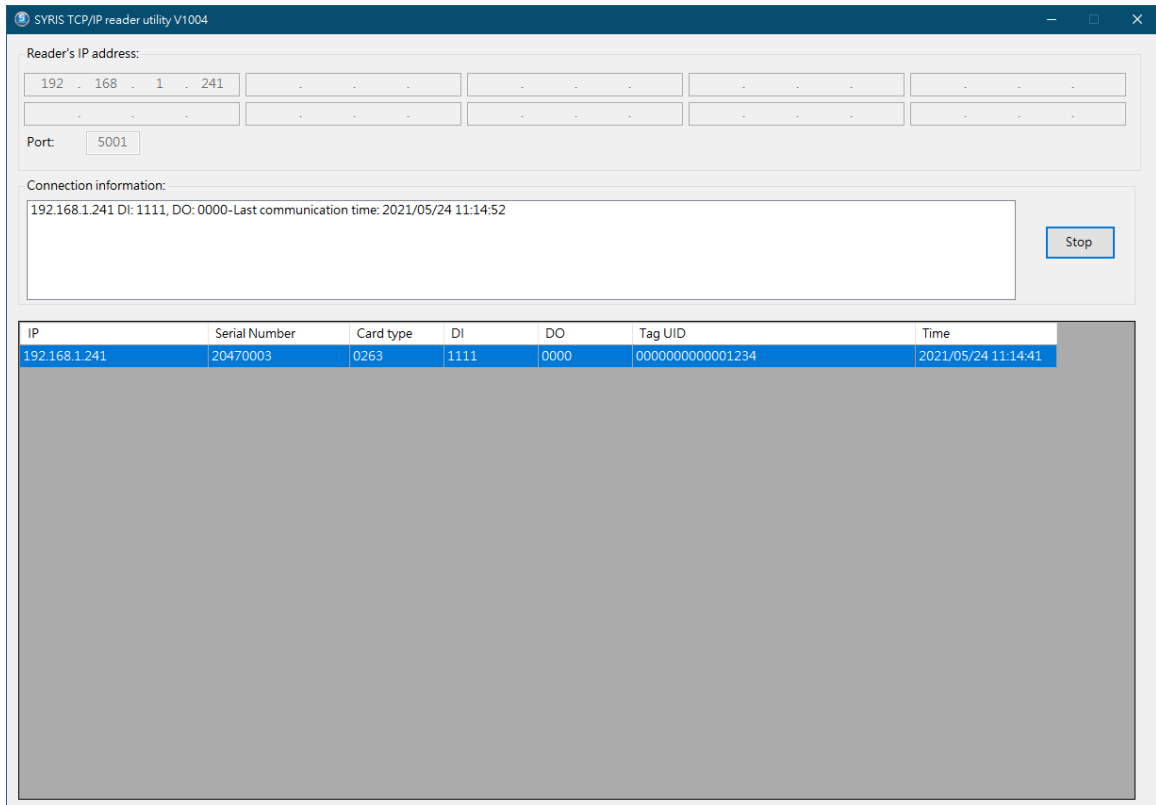 SYRIS TCP/IP reader utility V1004
Reader's IP address:
192 . 168 . 1 . 241 . . . . . . . . . . . .
. . . . . . . . . . . . . . .
Port: 5001
Connection information:
192.168.1.241 DI: 1111, DO: 0000-Last communication time: 2021/05/24 11:14:52
Stop
IP Serial Number Card type DI DO Tag UID Time
192.168.1.241 20470003 0263 1111 0000 0000000000001234 2021/05/24 11:14:41